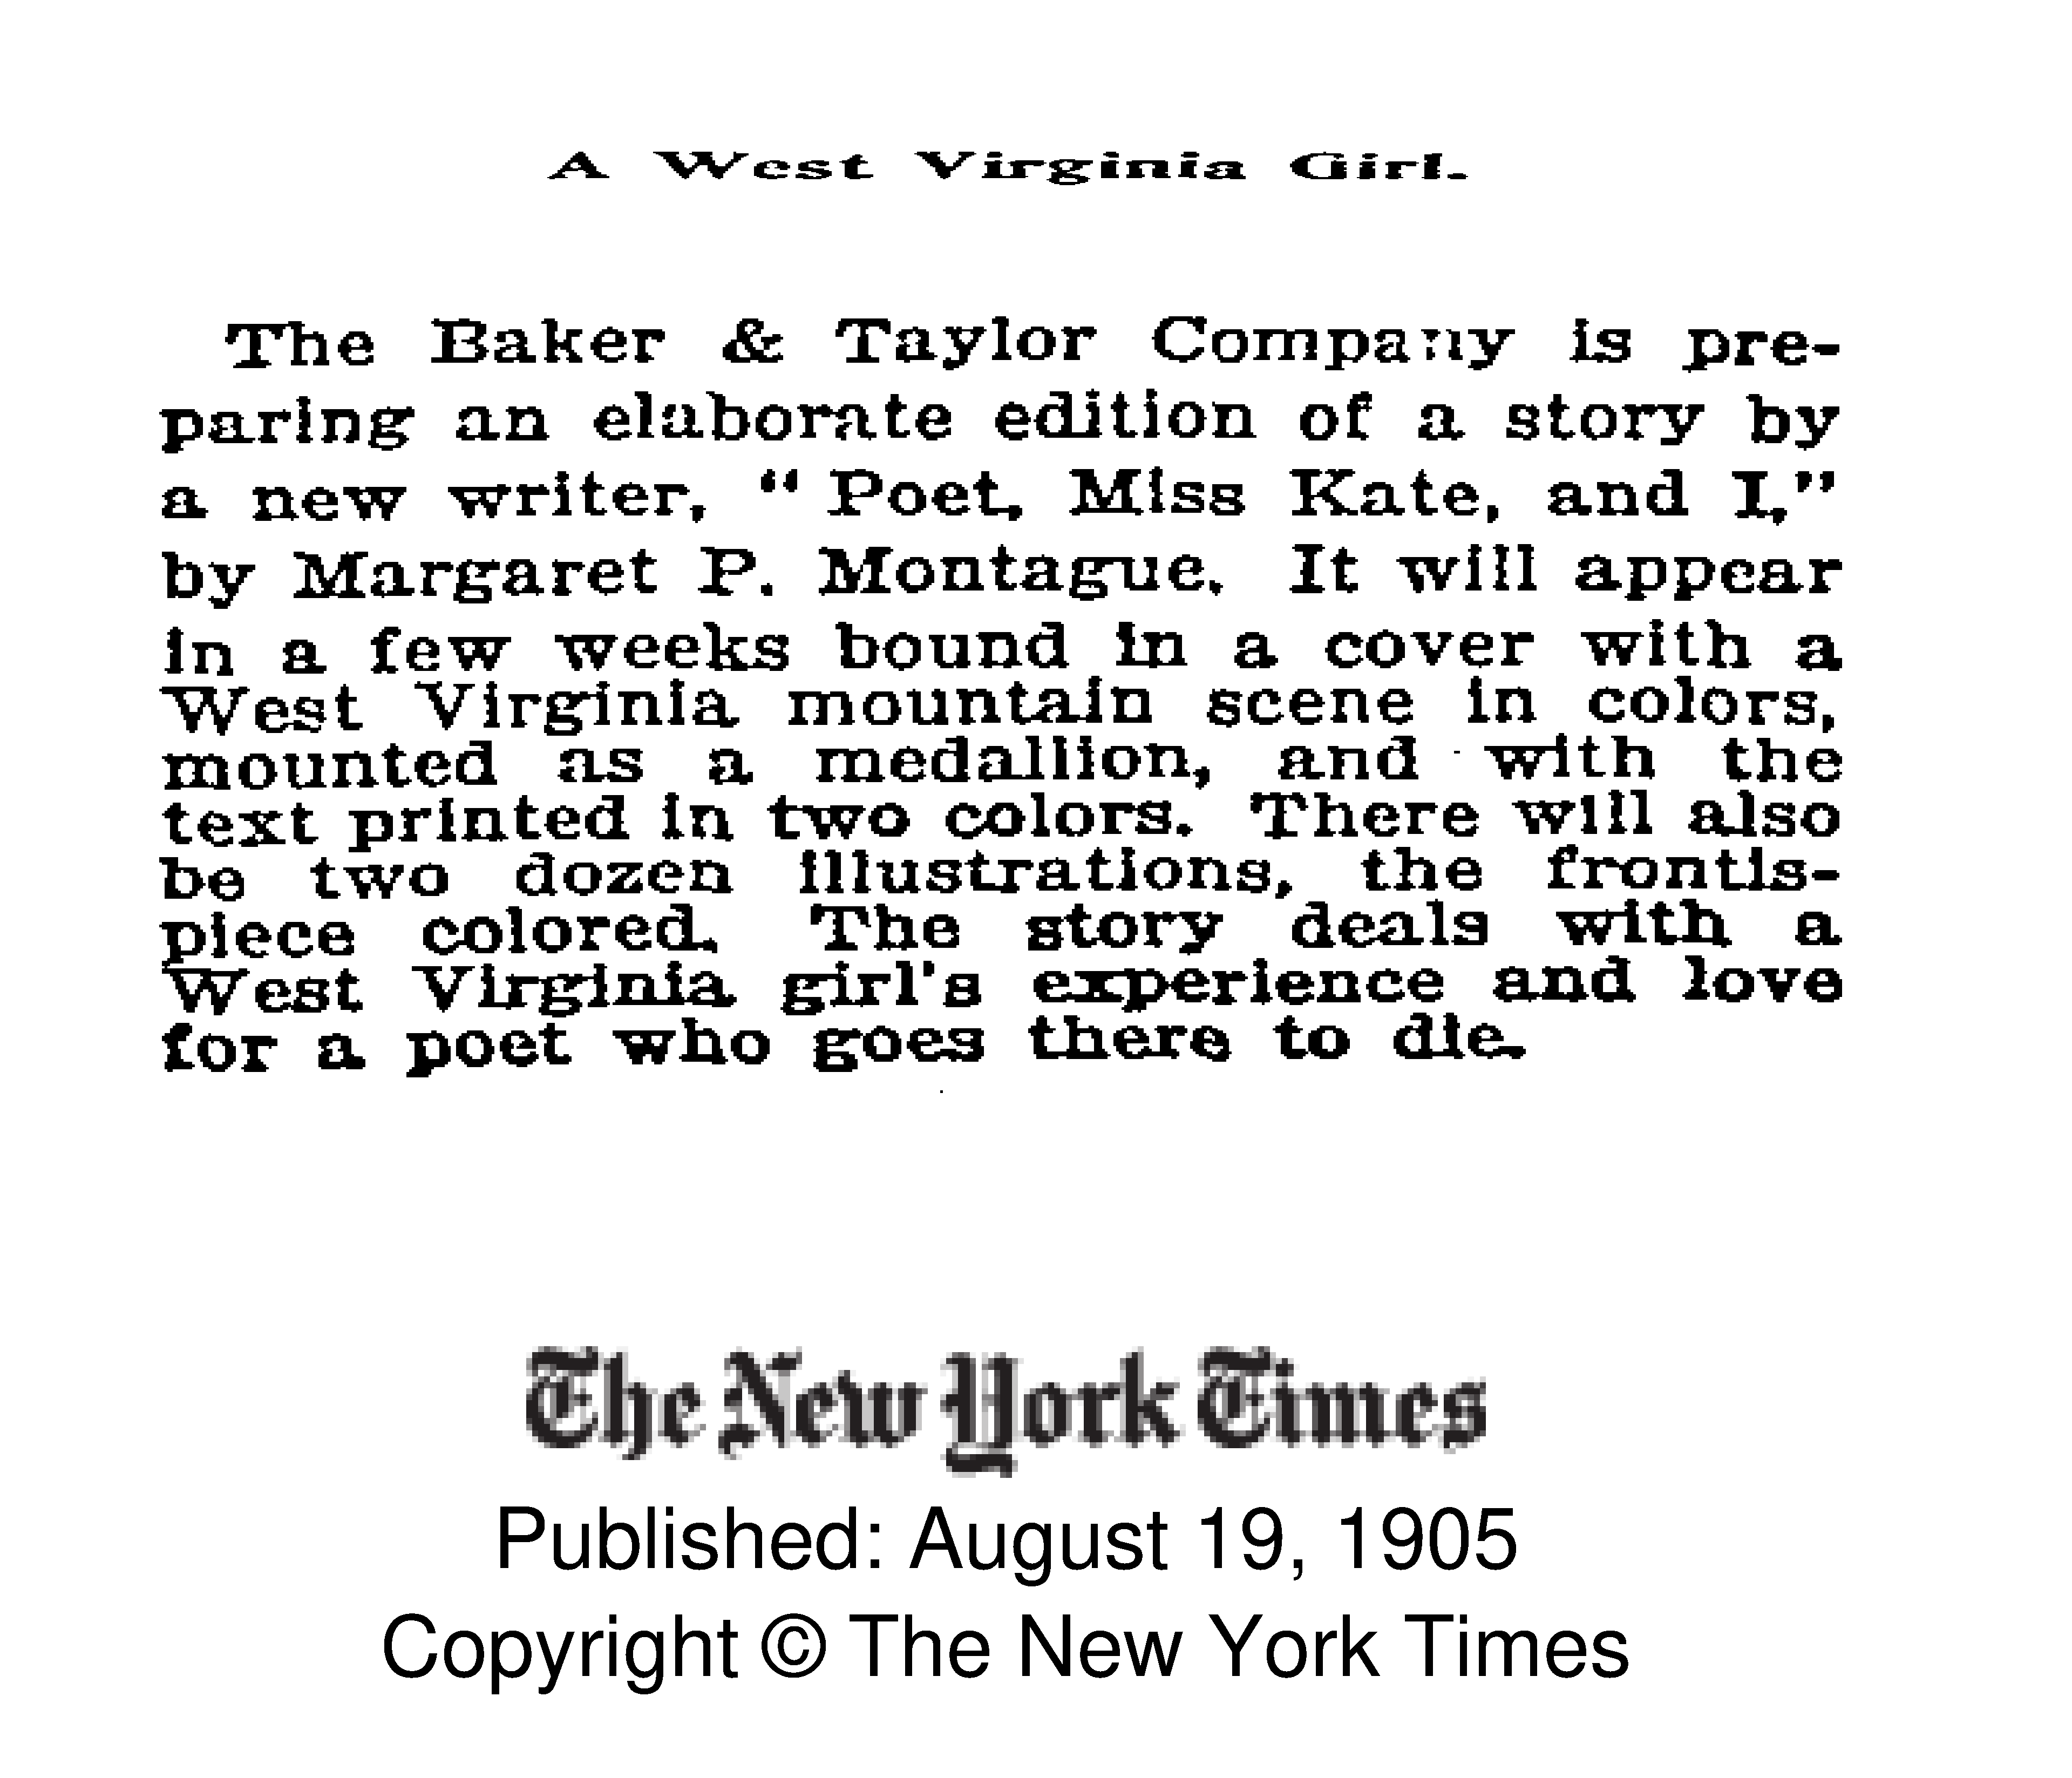 A West Virginia Girl.
The Baker & Taylor Company is pre-
paring an elaborate edition of a story by
a new writer, "Poet, Miss Kate, and I,"
by Margaret P. Montague. It will appear
in a few weeks bound in a cover with a
West Virginia mountain scene in colors,
mounted as a medallion, and with the
text printed in two colors. There will also
be two dozen illustrations, the frontis-
piece colored. The story deals with a
West Virginia girl's experience and love
for a poet who goes there to die.
The New York Times
Published: August 19, 1905
Copyright © The New York Times